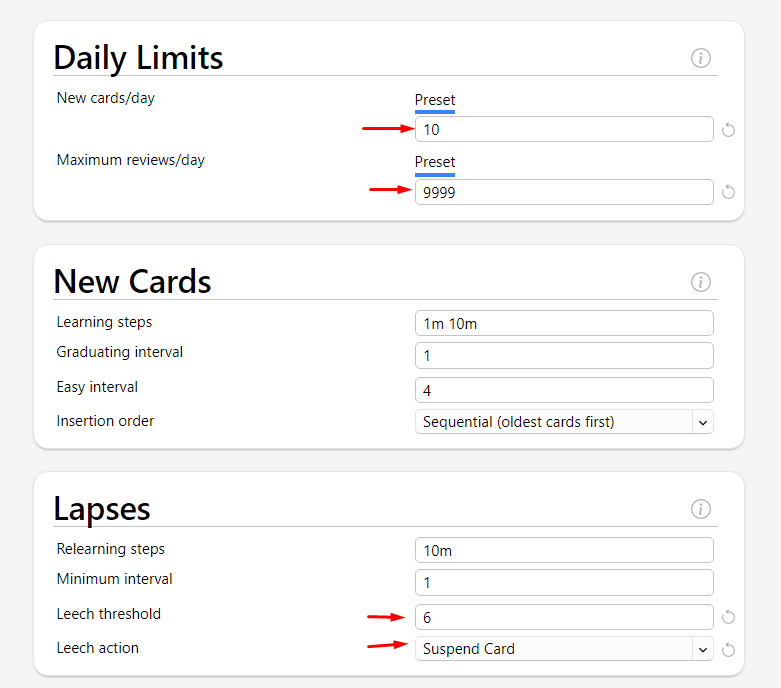 Daily Limits
New cards/day
Preset
10
Maximum reviews/day
Preset
9999
New Cards
Learning steps
1m 10m
Graduating interval
1
Easy interval
4
Insertion order
Sequential (oldest cards first)
Lapses
Relearning steps
10m
Minimum interval
1
Leech threshold
6
Leech action
Suspend Card